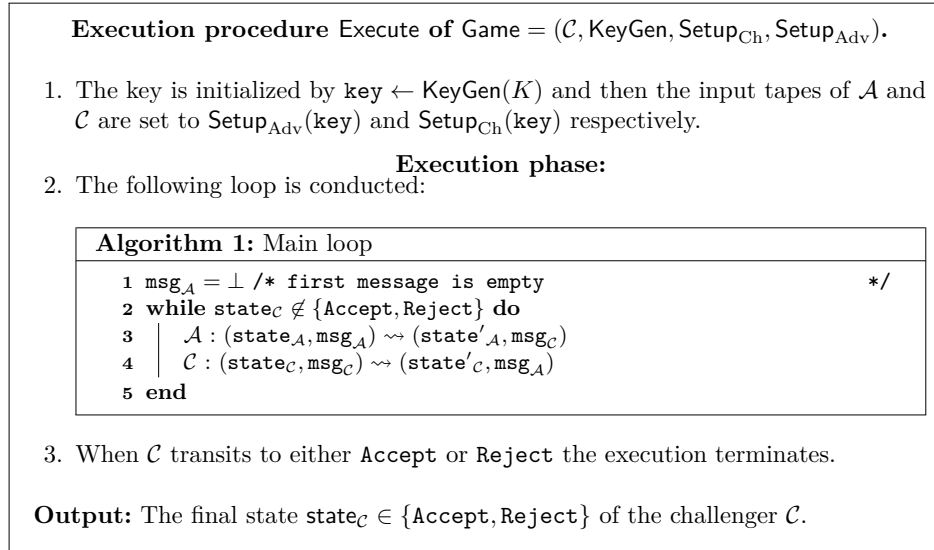 Execution procedure Execute of Game = (𝒞, KeyGen, Setup_Ch, Setup_Adv).
1. The key is initialized by key ← KeyGen(K) and then the input tapes of 𝒜 and
𝒞 are set to Setup_Adv(key) and Setup_Ch(key) respectively.
Execution phase:
2. The following loop is conducted:
Algorithm 1: Main loop
1 msg_𝒜 = ⊥ /* first message is empty */
2 while state_𝒞 ∉ {Accept, Reject} do
3 𝒜 : (state_𝒜, msg_𝒜) ⇝ (state'_𝒜, msg_𝒞)
4 𝒞 : (state_𝒞, msg_𝒞) ⇝ (state'_𝒞, msg_𝒜)
5 end
3. When 𝒞 transits to either Accept or Reject the execution terminates.
Output: The final state state_𝒞 ∈ {Accept, Reject} of the challenger 𝒞.